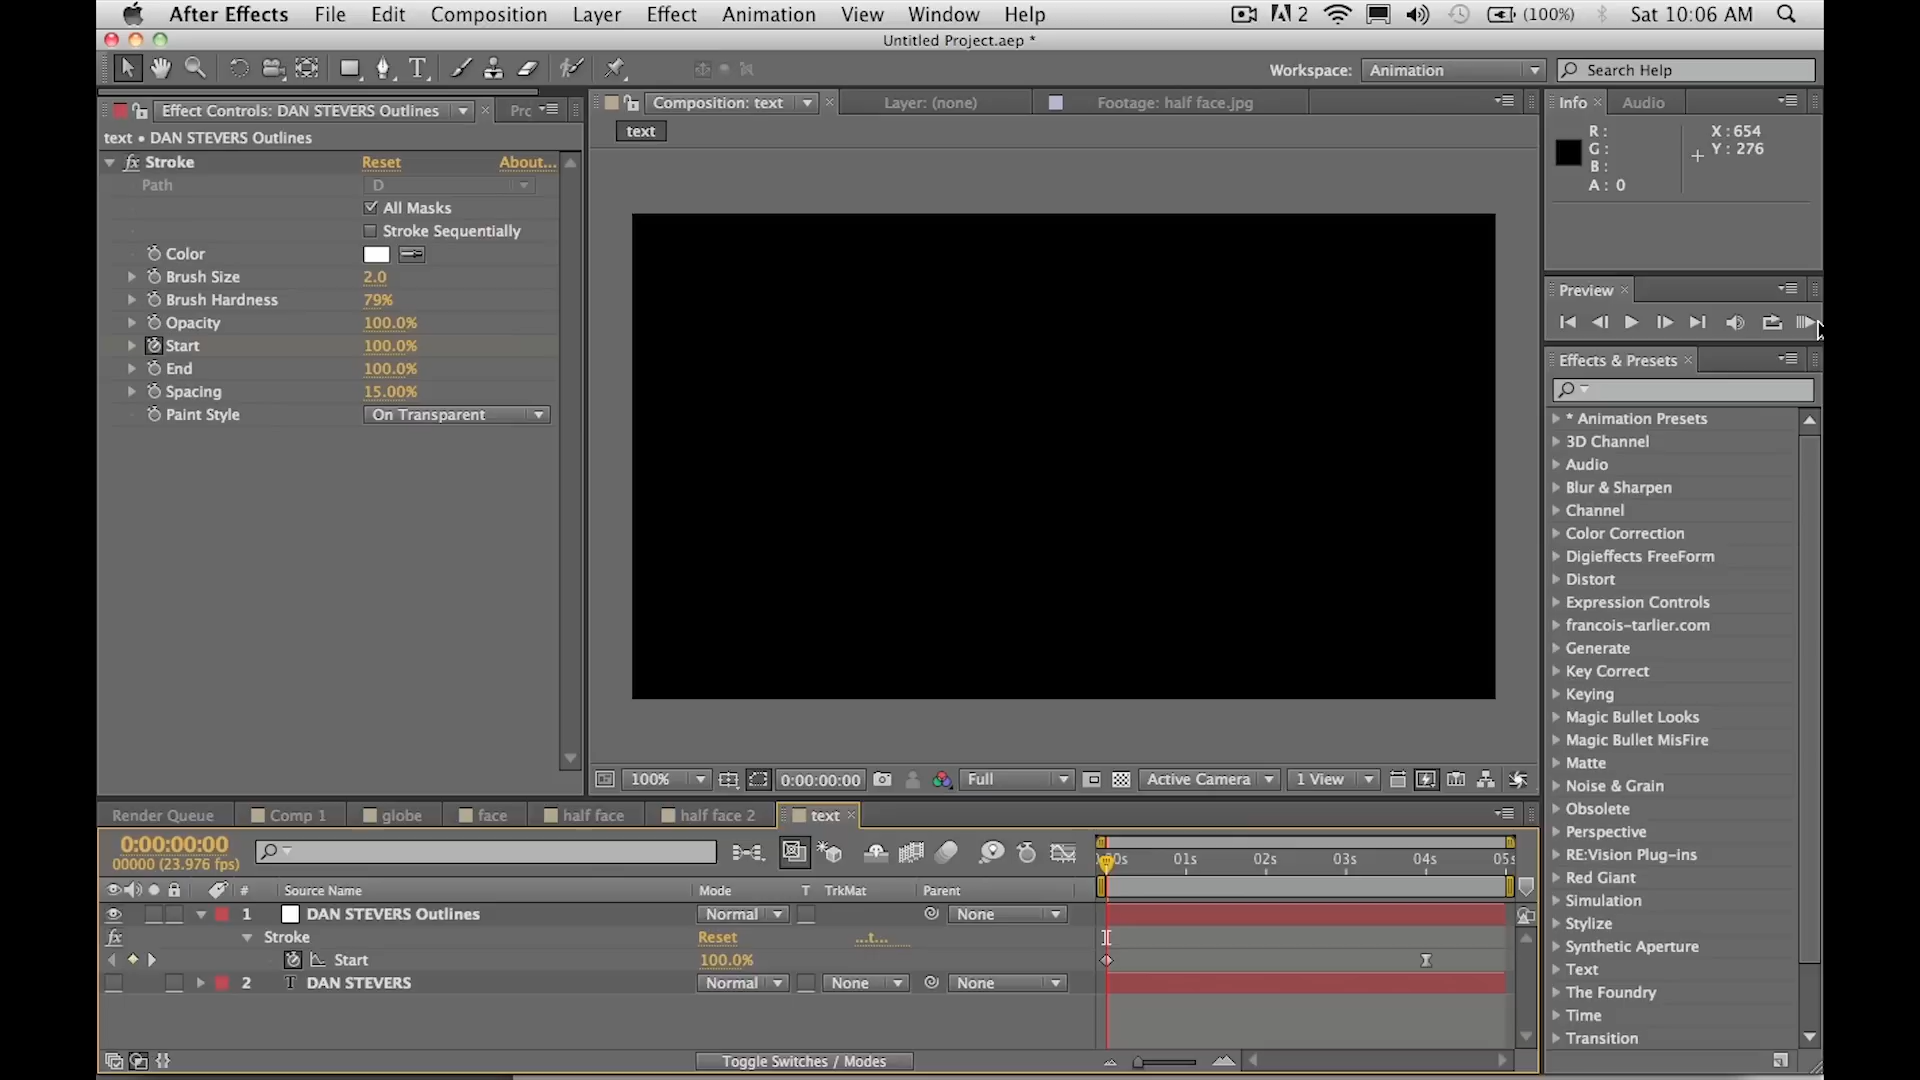 After Effects File Edit Composition Layer Effect Animation View Window Help
2 (100%) Sat 10:06 AM
Untitled Project.aep *
Workspace: Animation Search Help
Effect Controls: DAN STEVERS Outlines
Composition: text Layer: (none) Footage: half face.jpg
Info Audio
text • DAN STEVERS Outlines
text
R : X : 654
G : Y : 276
B :
A : 0
Stroke Reset About...
Path D
All Masks
Stroke Sequentially
Color
Brush Size 2.0
Brush Hardness 79%
Opacity 100.0%
Start 100.0%
End 100.0%
Spacing 15.00%
Paint Style On Transparent
Preview
Effects & Presets
* Animation Presets
3D Channel
Audio
Blur & Sharpen
Channel
Color Correction
Digieffects FreeForm
Distort
Expression Controls
francois-tarlier.com
Generate
Key Correct
Keying
Magic Bullet Looks
Magic Bullet MisFire
Matte
Noise & Grain
Obsolete
Perspective
RE:Vision Plug-ins
Red Giant
Simulation
Stylize
Synthetic Aperture
Text
The Foundry
Time
Transition
100% 0:00:00:00 Full Active Camera 1 View
Render Queue Comp 1 globe face half face half face 2 text
0:00:00:00
00000 (23.976 fps)
01s 02s 03s 04s
# Source Name Mode T TrkMat Parent
1 DAN STEVERS Outlines Normal None
fx Stroke Reset ...t...
Start 100.0%
2 T DAN STEVERS Normal None None
Toggle Switches / Modes